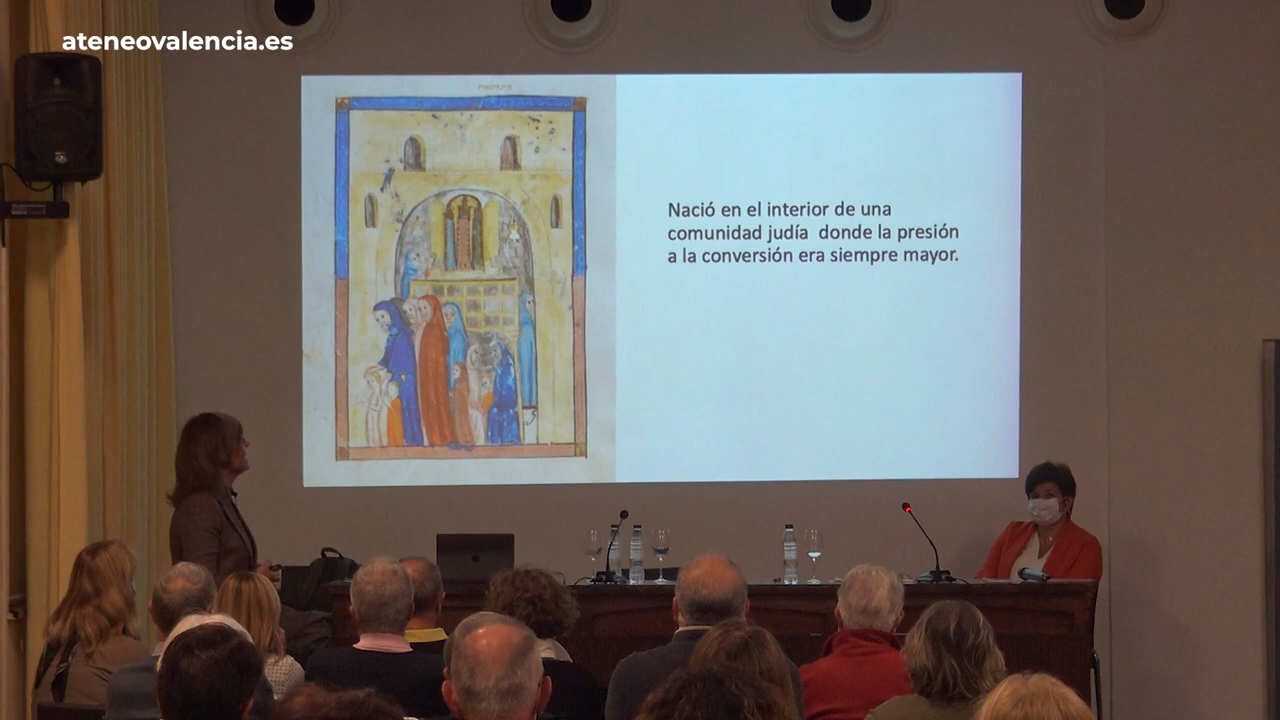 ateneovalencia.es
Nació en el interior de una
comunidad judía donde la presión
a la conversión era siempre mayor.